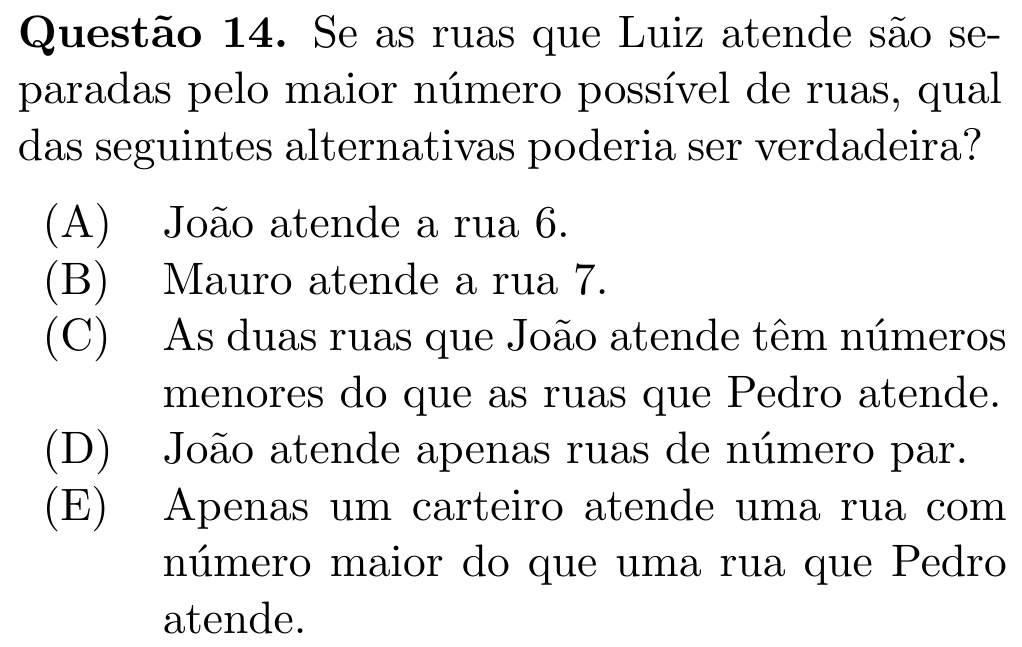 Questão 14. Se as ruas que Luiz atende são se-
paradas pelo maior número possível de ruas, qual
das seguintes alternativas poderia ser verdadeira?
(A) João atende a rua 6.
(B) Mauro atende a rua 7.
(C) As duas ruas que João atende têm números
menores do que as ruas que Pedro atende.
(D) João atende apenas ruas de número par.
(E) Apenas um carteiro atende uma rua com
número maior do que uma rua que Pedro
atende.